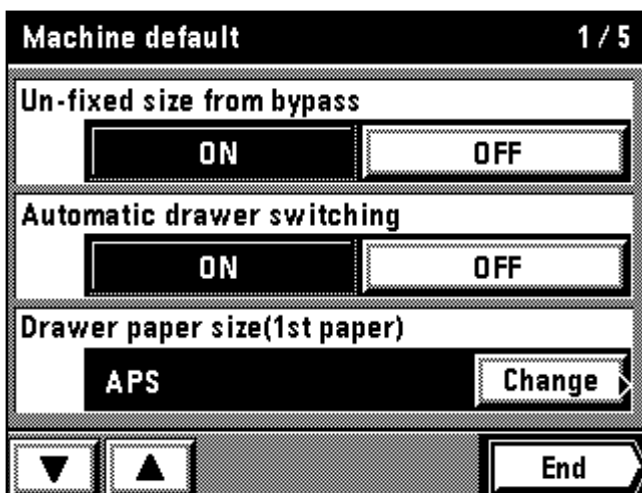 Machine default 1/5
Un-fixed size from bypass
ON OFF
Automatic drawer switching
ON OFF
Drawer paper size(1st paper)
APS Change
End